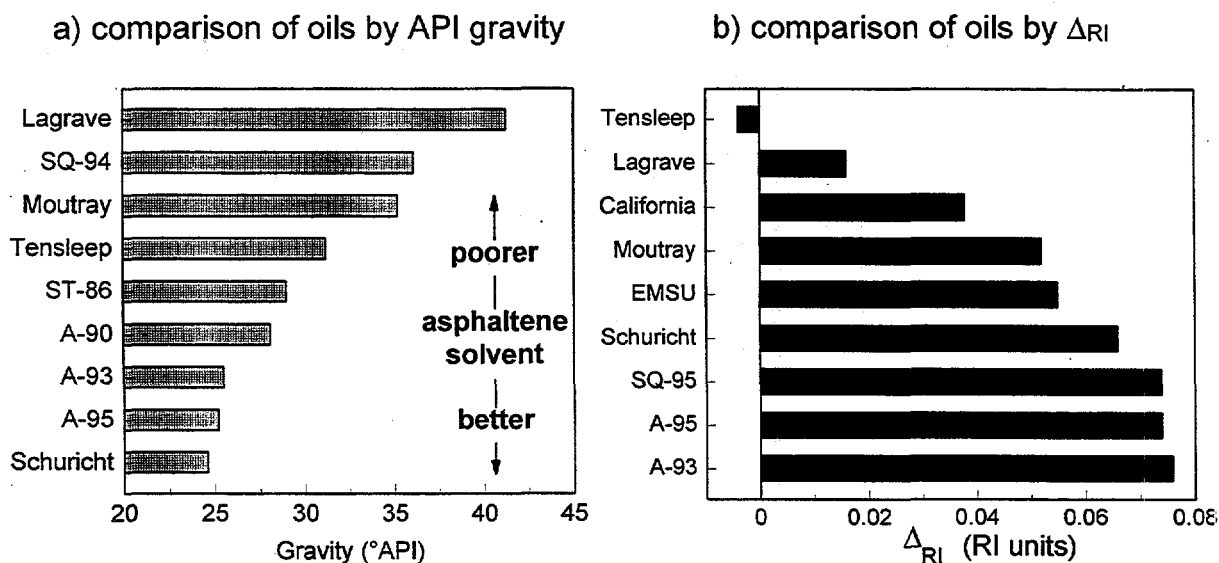 a) comparison of oils by API gravity
Lagrave
SQ-94
Moutray
Tensleep
ST-86
A-90
A-93
A-95
Schuricht
poorer
asphaltene
solvent
better
20 25 30 35 40 45
Gravity (°API)
b) comparison of oils by ΔRI
Tensleep
Lagrave
California
Moutray
EMSU
Schuricht
SQ-95
A-95
A-93
0 0.02 0.04 0.06 0.08
ΔRI (RI units)